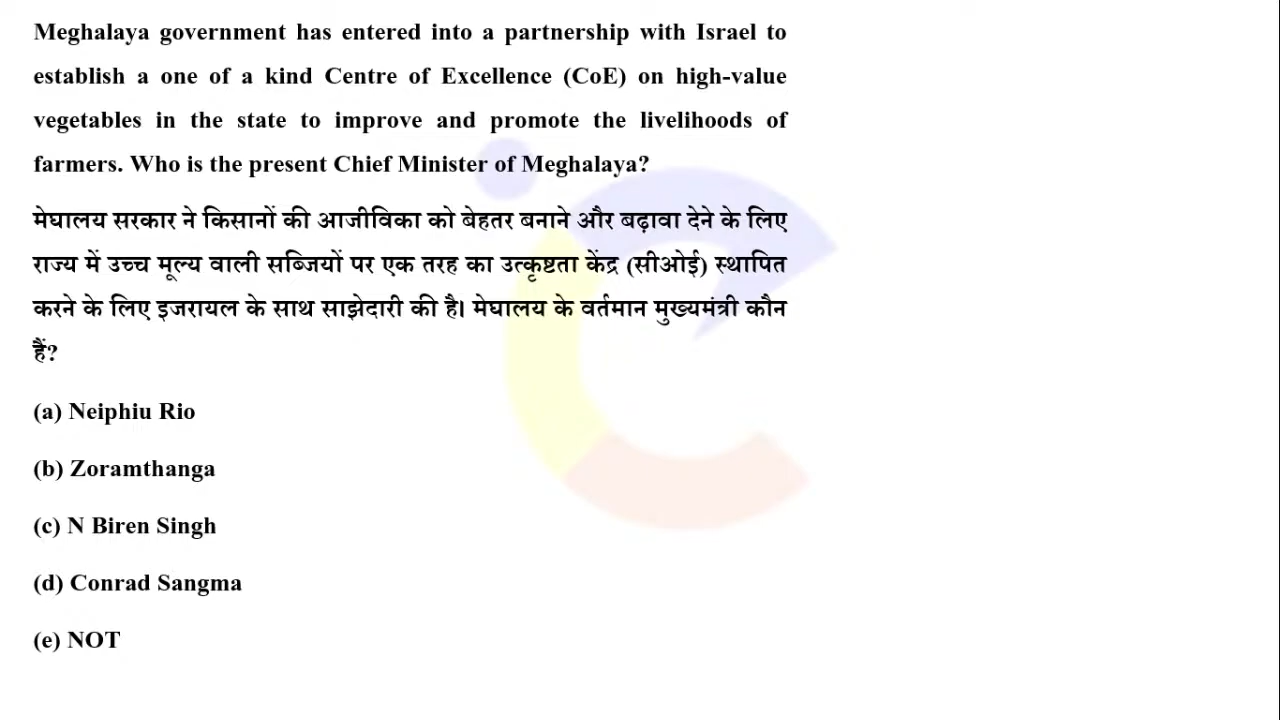 Meghalaya government has entered into a partnership with Israel to
establish a one of a kind Centre of Excellence (CoE) on high-value
vegetables in the state to improve and promote the livelihoods of
farmers. Who is the present Chief Minister of Meghalaya?
मेघालय सरकार ने किसानों की आजीविका को बेहतर बनाने और बढ़ावा देने के लिए
राज्य में उच्च मूल्य वाली सब्जियों पर एक तरह का उत्कृष्टता केंद्र (सीओई) स्थापित
करने के लिए इजरायल के साथ साझेदारी की है। मेघालय के वर्तमान मुख्यमंत्री कौन
हैं?
(a) Neiphiu Rio
(b) Zoramthanga
(c) N Biren Singh
(d) Conrad Sangma
(e) NOT